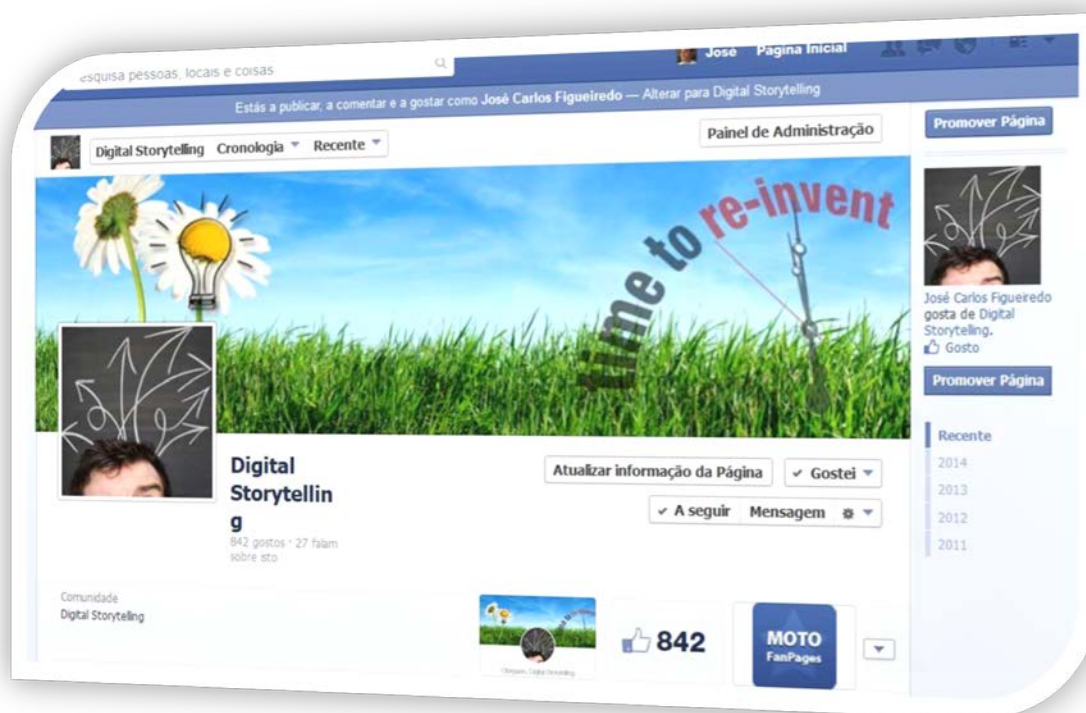 esquisa pessoas, locais e coisas
José Página Inicial
Estás a publicar, a comentar e a gostar como José Carlos Figueiredo — Alterar para Digital Storytelling
Digital Storytelling Cronologia Recente
Painel de Administração
Promover Página
time to re-invent
José Carlos Figueiredo
gosta de Digital
Storytelling.
Gosto
Promover Página
Digital
Storytellin
g
842 gostos · 27 falam
sobre isto
Atualizar informação da Página
Gostei
A seguir Mensagem
Recente
2014
2013
2012
2011
Comunidade
Digital Storytelling
842
MOTO
FanPages